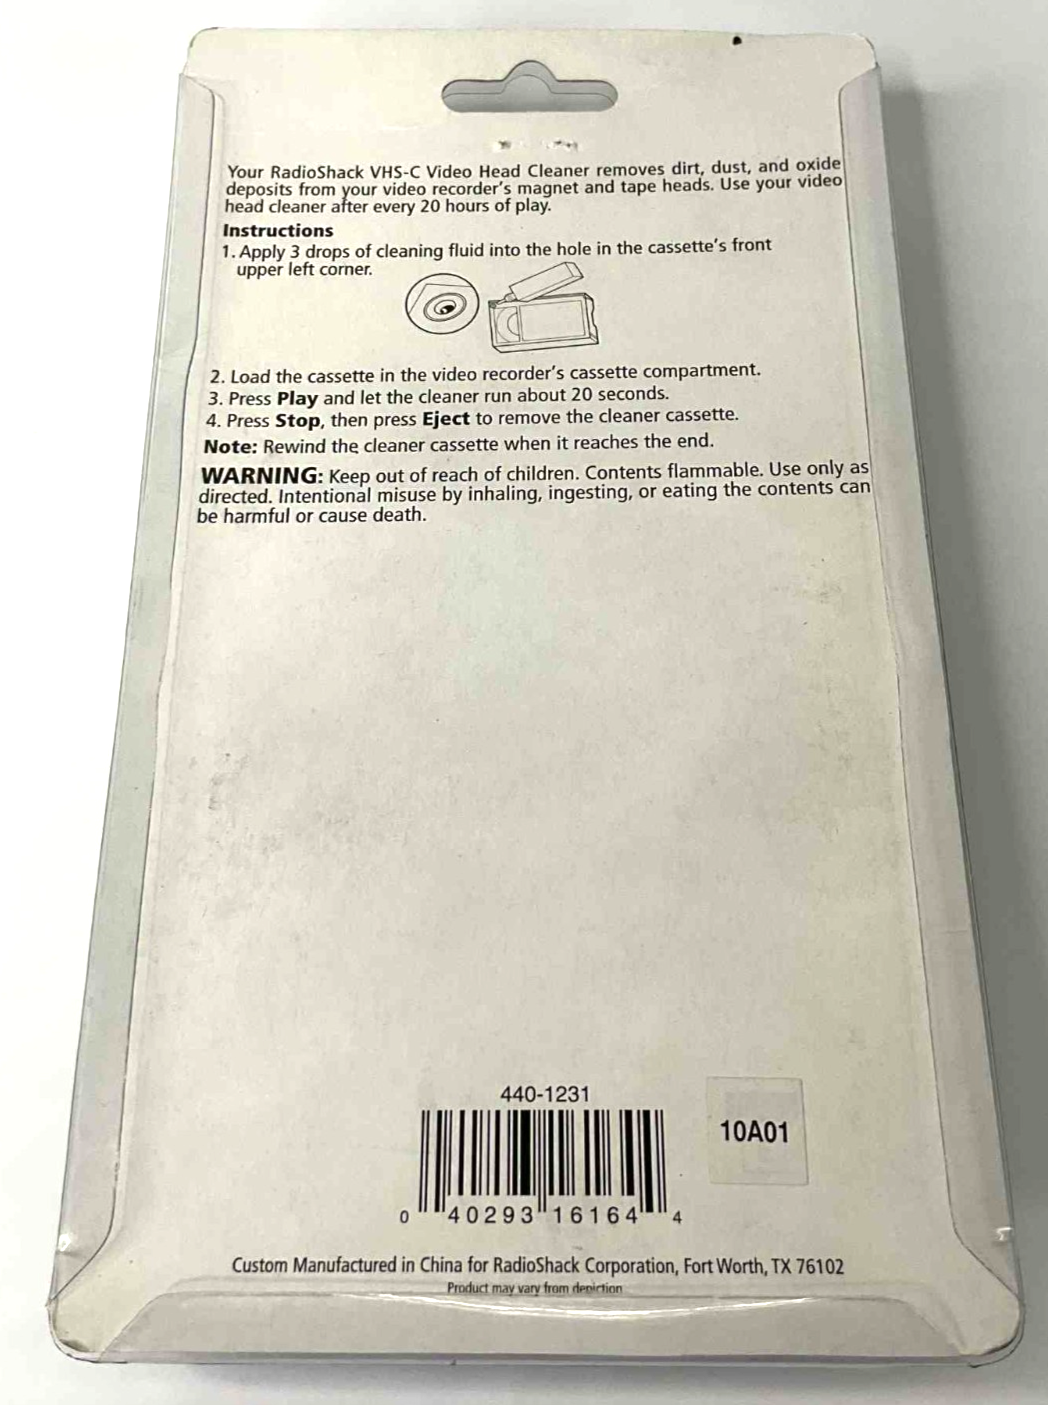 Your RadioShack VHS-C Video Head Cleaner removes dirt, dust, and oxide
deposits from your video recorder's magnet and tape heads. Use your video
head cleaner after every 20 hours of play.
Instructions
1. Apply 3 drops of cleaning fluid into the hole in the cassette's front
upper left corner.
2. Load the cassette in the video recorder's cassette compartment.
3. Press Play and let the cleaner run about 20 seconds.
4. Press Stop, then press Eject to remove the cleaner cassette.
Note: Rewind the cleaner cassette when it reaches the end.
WARNING: Keep out of reach of children. Contents flammable. Use only as
directed. Intentional misuse by inhaling, ingesting, or eating the contents can
be harmful or cause death.
440-1231
10A01
0 40293 16164 4
Custom Manufactured in China for RadioShack Corporation, Fort Worth, TX 76102
Product may vary from depiction